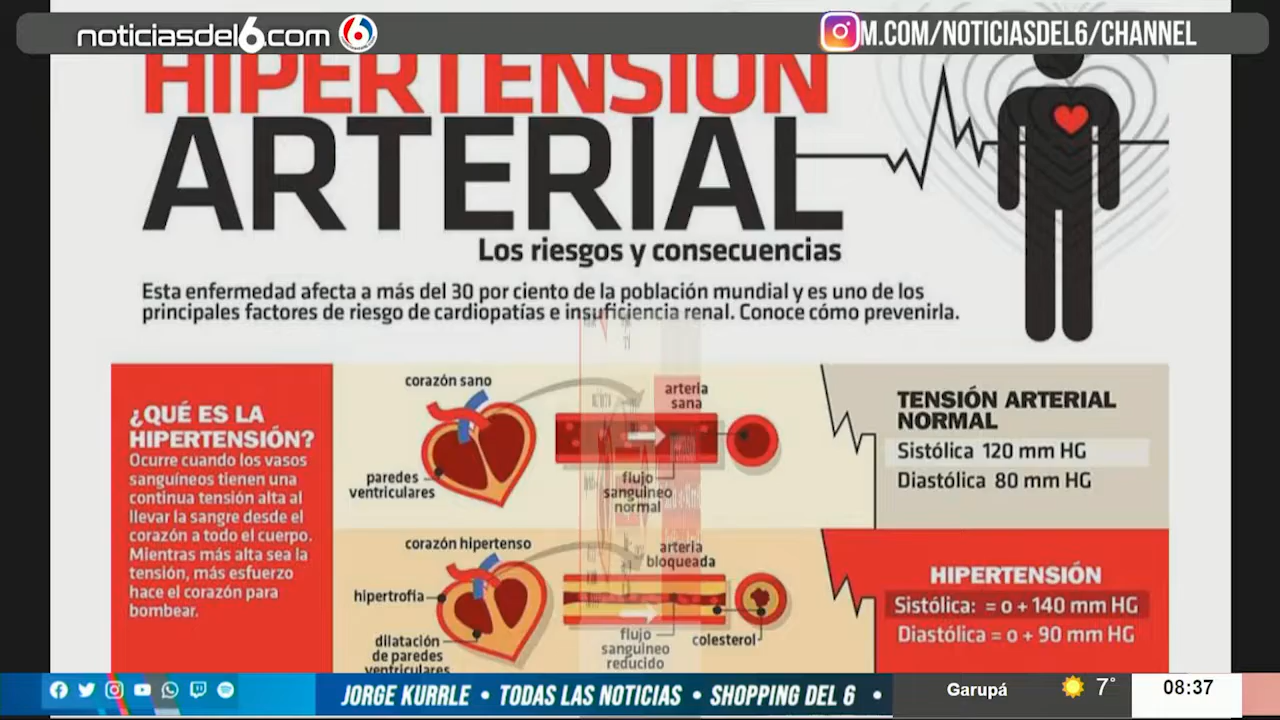 noticiasdel6.com
M.COM/NOTICIASDEL6/CHANNEL
HIPERTENSIÓN
ARTERIAL
Los riesgos y consecuencias
Esta enfermedad afecta a más del 30 por ciento de la población mundial y es uno de los
principales factores de riesgo de cardiopatías e insuficiencia renal. Conoce cómo prevenirla.
¿QUÉ ES LA
HIPERTENSIÓN?
Ocurre cuando los vasos
sanguíneos tienen una
continua tensión alta al
llevar la sangre desde el
corazón a todo el cuerpo.
Mientras más alta sea la
tensión, más esfuerzo
hace el corazón para
bombear.
corazón sano
paredes
ventriculares
arteria
sana
flujo
sanguíneo
normal
TENSIÓN ARTERIAL
NORMAL
Sistólica 120 mm HG
Diastólica 80 mm HG
corazón hipertenso
hipertrofia
dilatación
de paredes
ventriculares
arteria
bloqueada
flujo
sanguíneo
reducido
colesterol
HIPERTENSIÓN
Sistólica: = o + 140 mm HG
Diastólica = o + 90 mm HG
JORGE KURRLE • TODAS LAS NOTICIAS • SHOPPING DEL 6 •
Garupá
7°
08:37